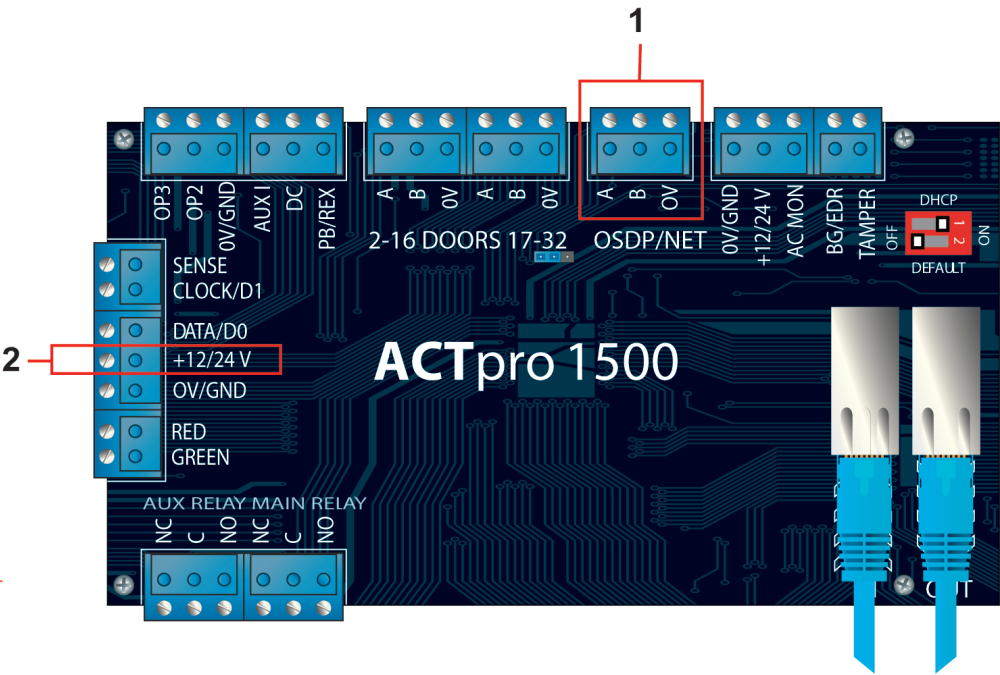 1
OP3 OP2 0V/GND AUX I DC PB/REX
A B 0V A B 0V
A B OV
0V/GND +12/24 V AC MON BG/EDR TAMPER
2-16 DOORS 17-32
OSDP/NET
DHCP
OFF 1 2 ON
DEFAULT
SENSE
CLOCK/D1
DATA/D0
2
+12/24 V
OV/GND
RED
GREEN
ACTpro 1500
AUX RELAY MAIN RELAY
NC C NO NC C NO
OUT